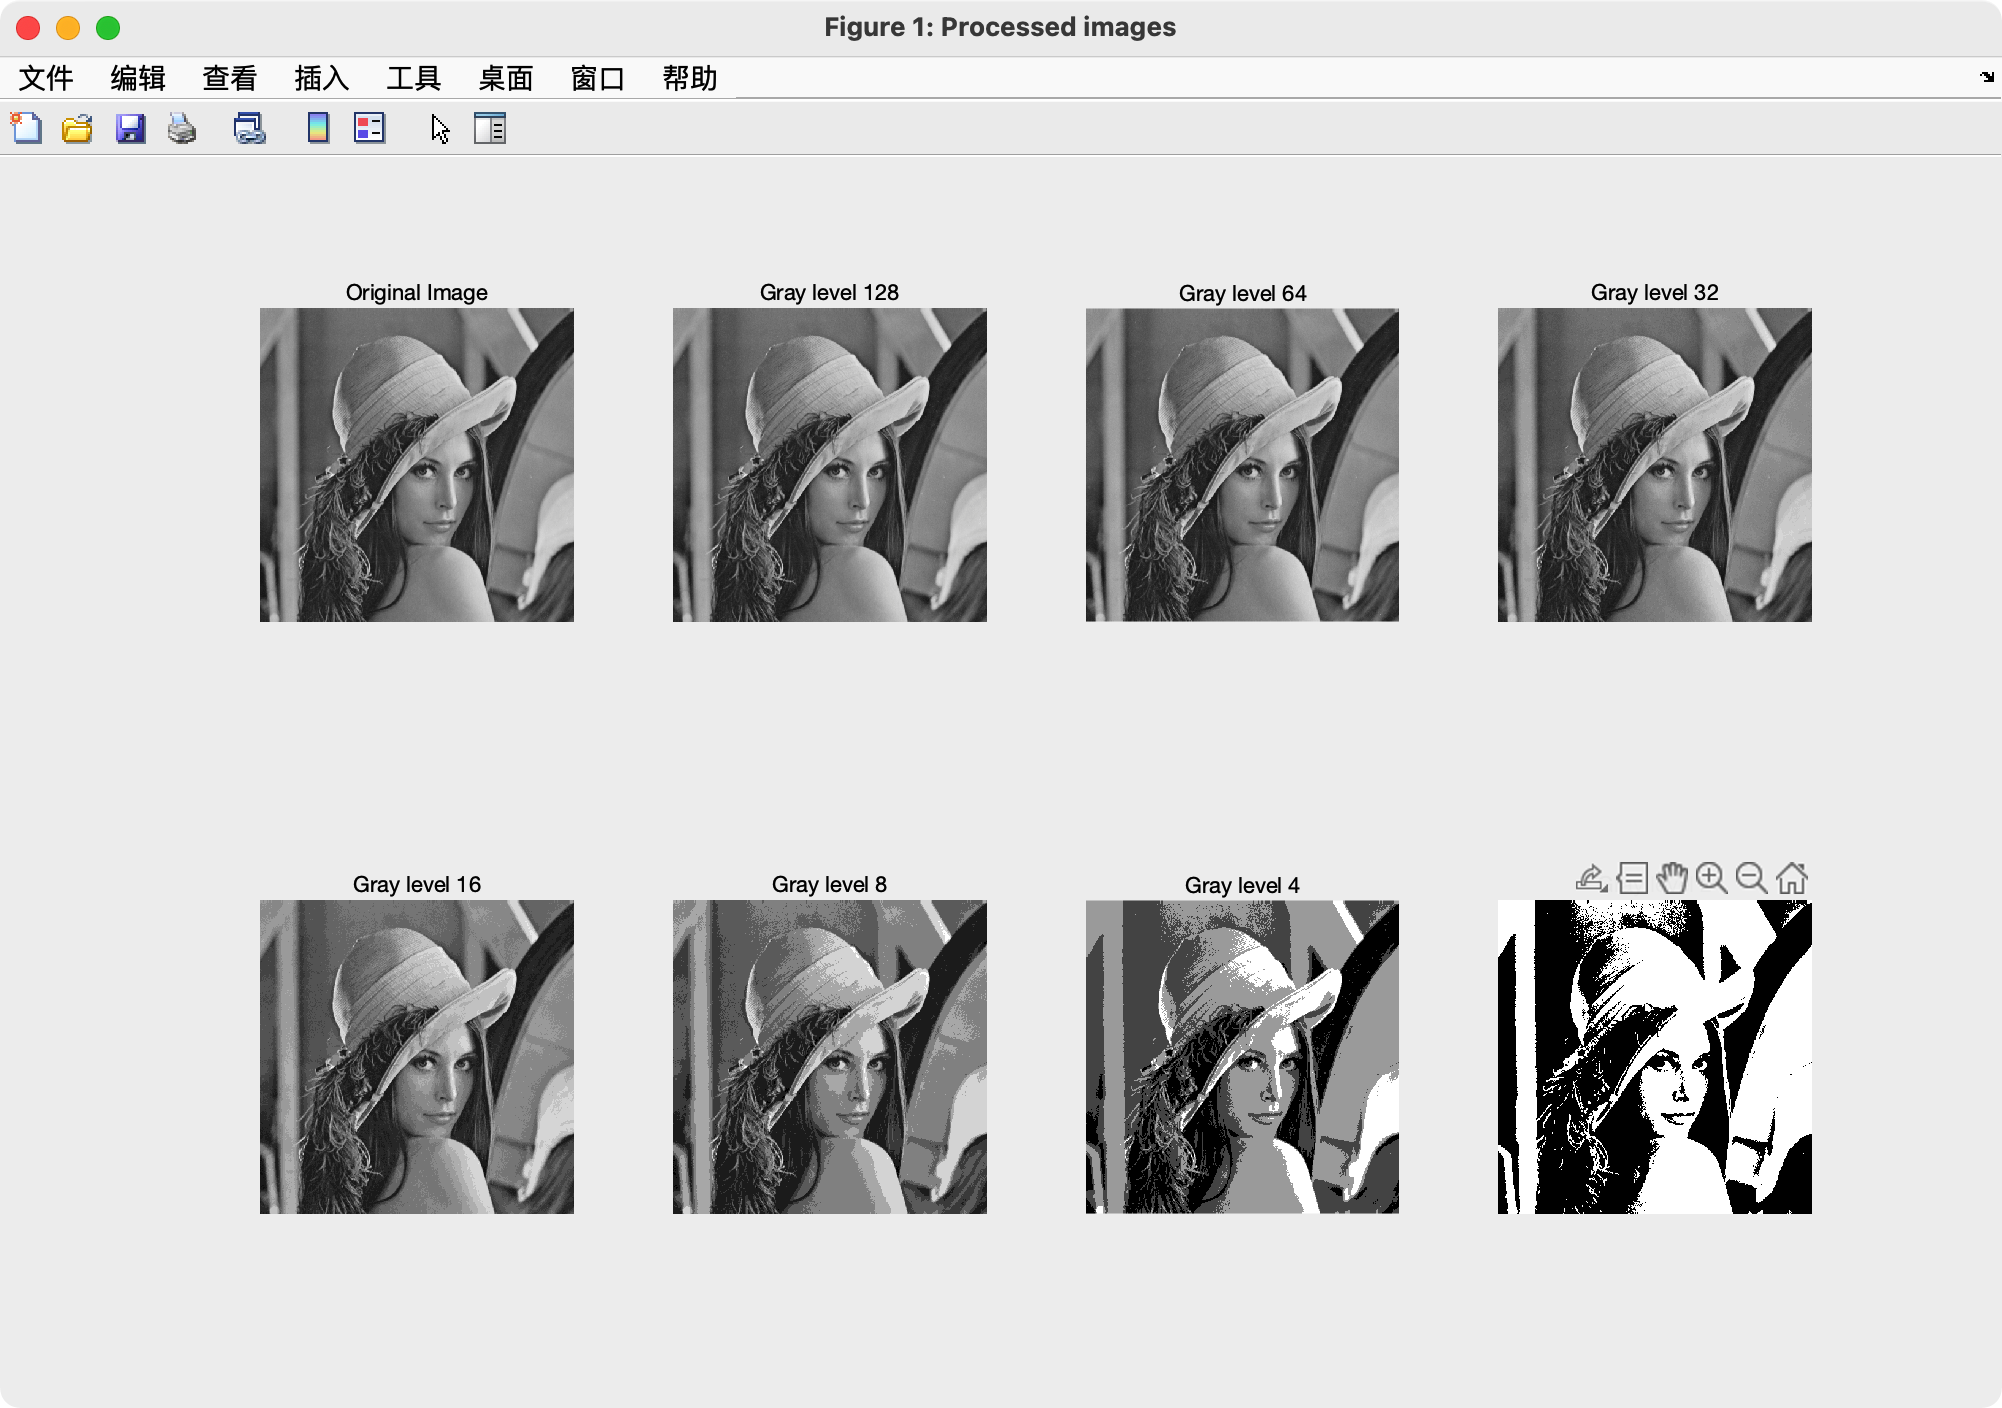 Figure 1: Processed images
文件 编辑 查看 插入 工具 桌面 窗口 帮助
Original Image
Gray level 128
Gray level 64
Gray level 32
Gray level 16
Gray level 8
Gray level 4